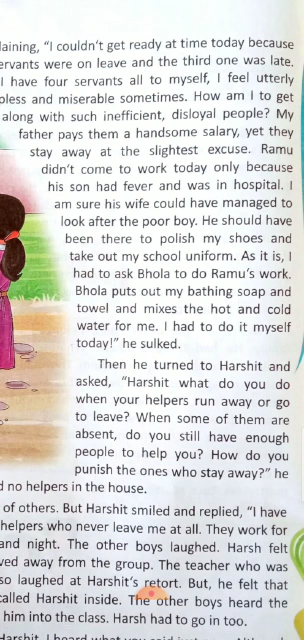 laining, "I couldn't get ready at time today because
ervants were on leave and the third one was late.
I have four servants all to myself, I feel utterly
pless and miserable sometimes. How am I to get
along with such inefficient, disloyal people? My
father pays them a handsome salary, yet they
stay away at the slightest excuse. Ramu
didn't come to work today only because
his son had fever and was in hospital. I
am sure his wife could have managed to
look after the poor boy. He should have
been there to polish my shoes and
take out my school uniform. As it is, I
had to ask Bhola to do Ramu's work.
Bhola puts out my bathing soap and
towel and mixes the hot and cold
water for me. I had to do it myself
today!" he sulked.
Then he turned to Harshit and
asked, "Harshit what do you do
when your helpers run away or go
to leave? When some of them are
absent, do you still have enough
people to help you? How do you
punish the ones who stay away?" he
d no helpers in the house.
of others. But Harshit smiled and replied, "I have
helpers who never leave me at all. They work for
and night. The other boys laughed. Harsh felt
ved away from the group. The teacher who was
so laughed at Harshit's retort. But, he felt that
called Harshit inside. The other boys heard the
him into the class. Harsh had to go in too.